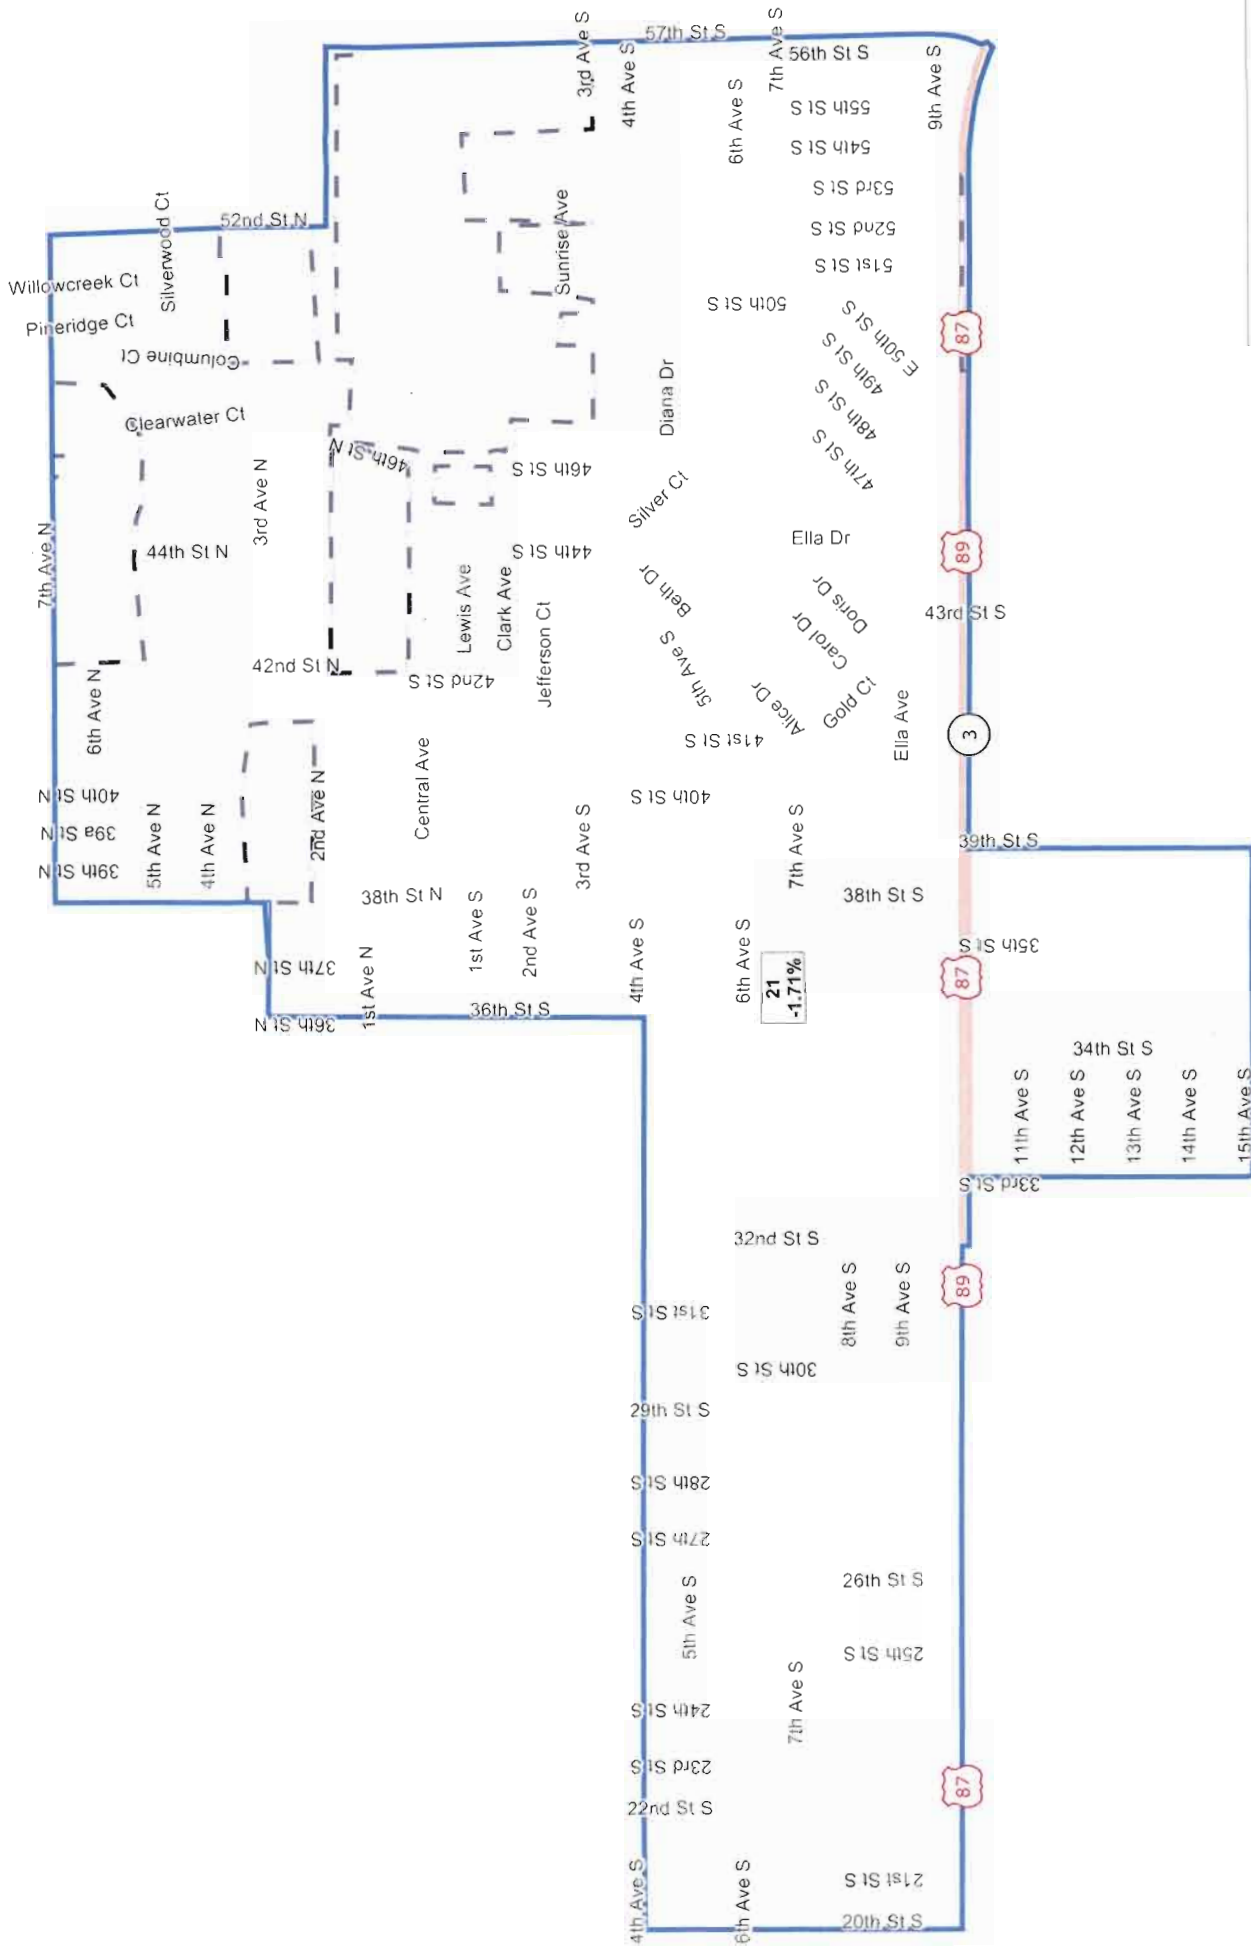 57th St S
3rd Ave S
4th Ave S
7th Ave S
56th St S
6th Ave S
9th Ave S
55th St S
54th St S
53rd St S
52nd St S
51st St S
50th St S
E 50th St S
49th St S
48th St S
47th St S
52nd St N
Silverwood Ct
Willowcreek Ct
Pineridge Ct
Columbine Ct
Clearwater Ct
Sunrise Ave
Diana Dr
87
46th St N
46th St S
3rd Ave N
7th Ave N
44th St N
44th St S
Silver Ct
Ella Dr
89
Lewis Ave
Clark Ave
Jefferson Ct
Beth Dr
Doris Dr
Carol Dr
43rd St S
42nd St N
42nd St S
5th Ave S
Alice Dr
Gold Ct
Ella Ave
6th Ave N
41st St S
3
40th St N
39a St N
39th St N
5th Ave N
4th Ave N
2nd Ave N
Central Ave
40th St S
3rd Ave S
7th Ave S
39th St S
38th St N
38th St S
1st Ave S
2nd Ave S
4th Ave S
6th Ave S
35th St S
37th St N
1st Ave N
36th St N
36th St S
21
-1.71%
87
34th St S
11th Ave S
12th Ave S
13th Ave S
14th Ave S
15th Ave S
33rd St S
32nd St S
31st St S
8th Ave S
9th Ave S
89
30th St S
29th St S
28th St S
27th St S
26th St S
5th Ave S
25th St S
24th St S
7th Ave S
23rd St S
22nd St S
87
4th Ave S
6th Ave S
21st St S
20th St S